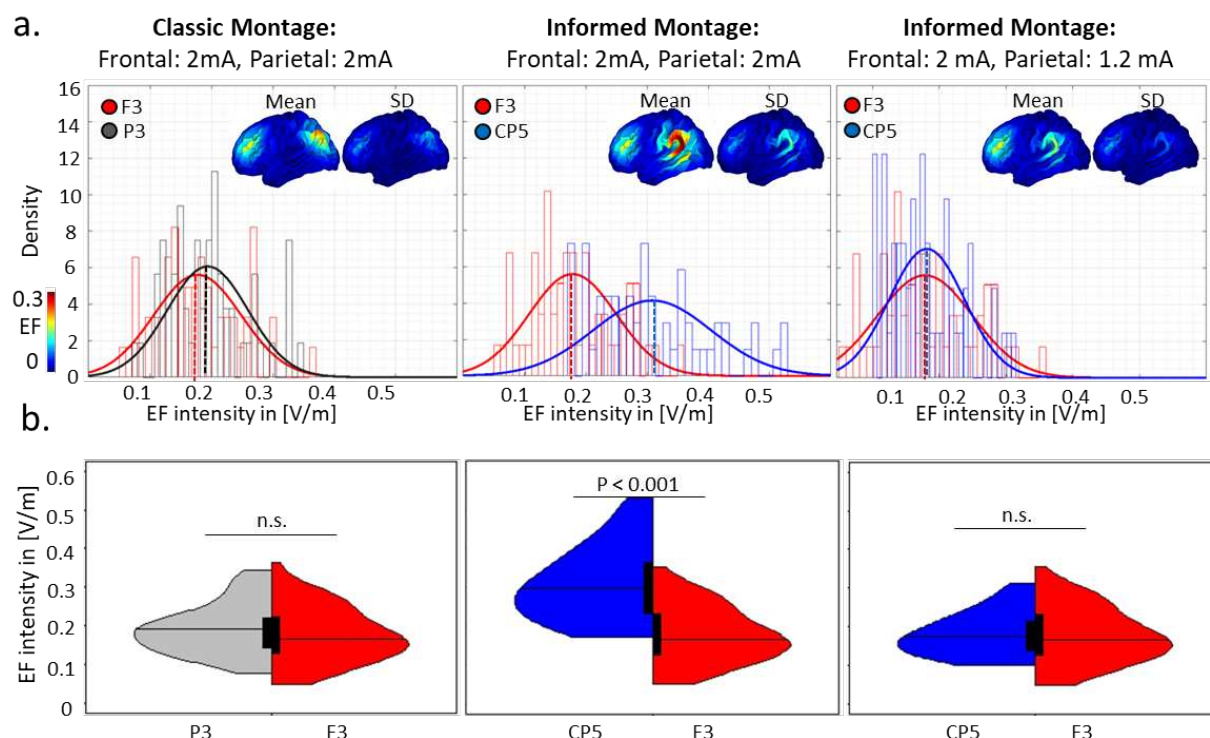 a.
Classic Montage:
Frontal: 2mA, Parietal: 2mA
Informed Montage:
Frontal: 2mA, Parietal: 2mA
Informed Montage:
Frontal: 2 mA, Parietal: 1.2 mA
16
14
12
10
8
6
4
2
0
Density
0.3
EF
0
F3
P3
Mean
SD
F3
CP5
Mean
SD
F3
CP5
Mean
SD
0.1 0.2 0.3 0.4 0.5
EF intensity in [V/m]
0.1 0.2 0.3 0.4 0.5
EF intensity in [V/m]
0.1 0.2 0.3 0.4 0.5
EF intensity in [V/m]
b.
EF intensity in [V/m]
0.6
0.5
0.4
0.3
0.2
0.1
0
n.s.
P < 0.001
n.s.
P3 F3
CP5 F3
CP5 F3